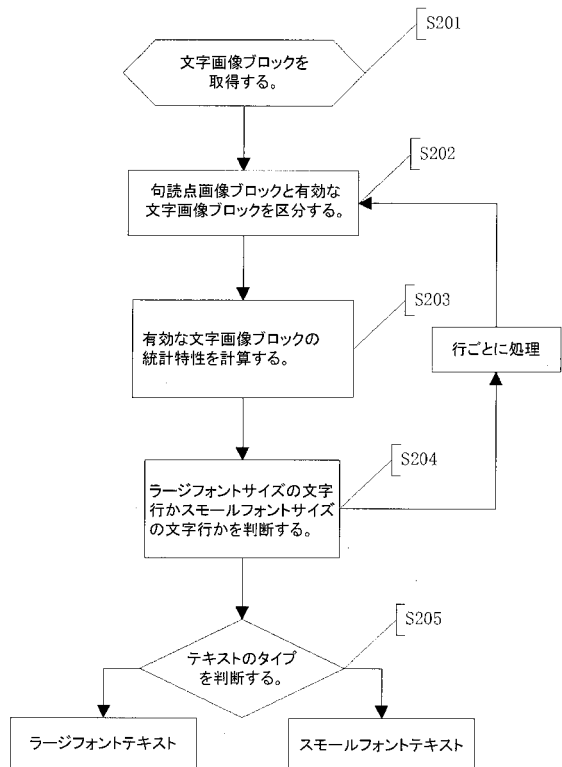 S201
文字画像ブロックを
取得する。
S202
句読点画像ブロックと有効な
文字画像ブロックを区分する。
S203
有効な文字画像ブロックの
統計特性を計算する。
行ごとに処理
S204
ラージフォントサイズの文字
行かスモールフォントサイズ
の文字行かを判断する。
S205
テキストのタイプ
を判断する。
ラージフォントテキスト
スモールフォントテキスト